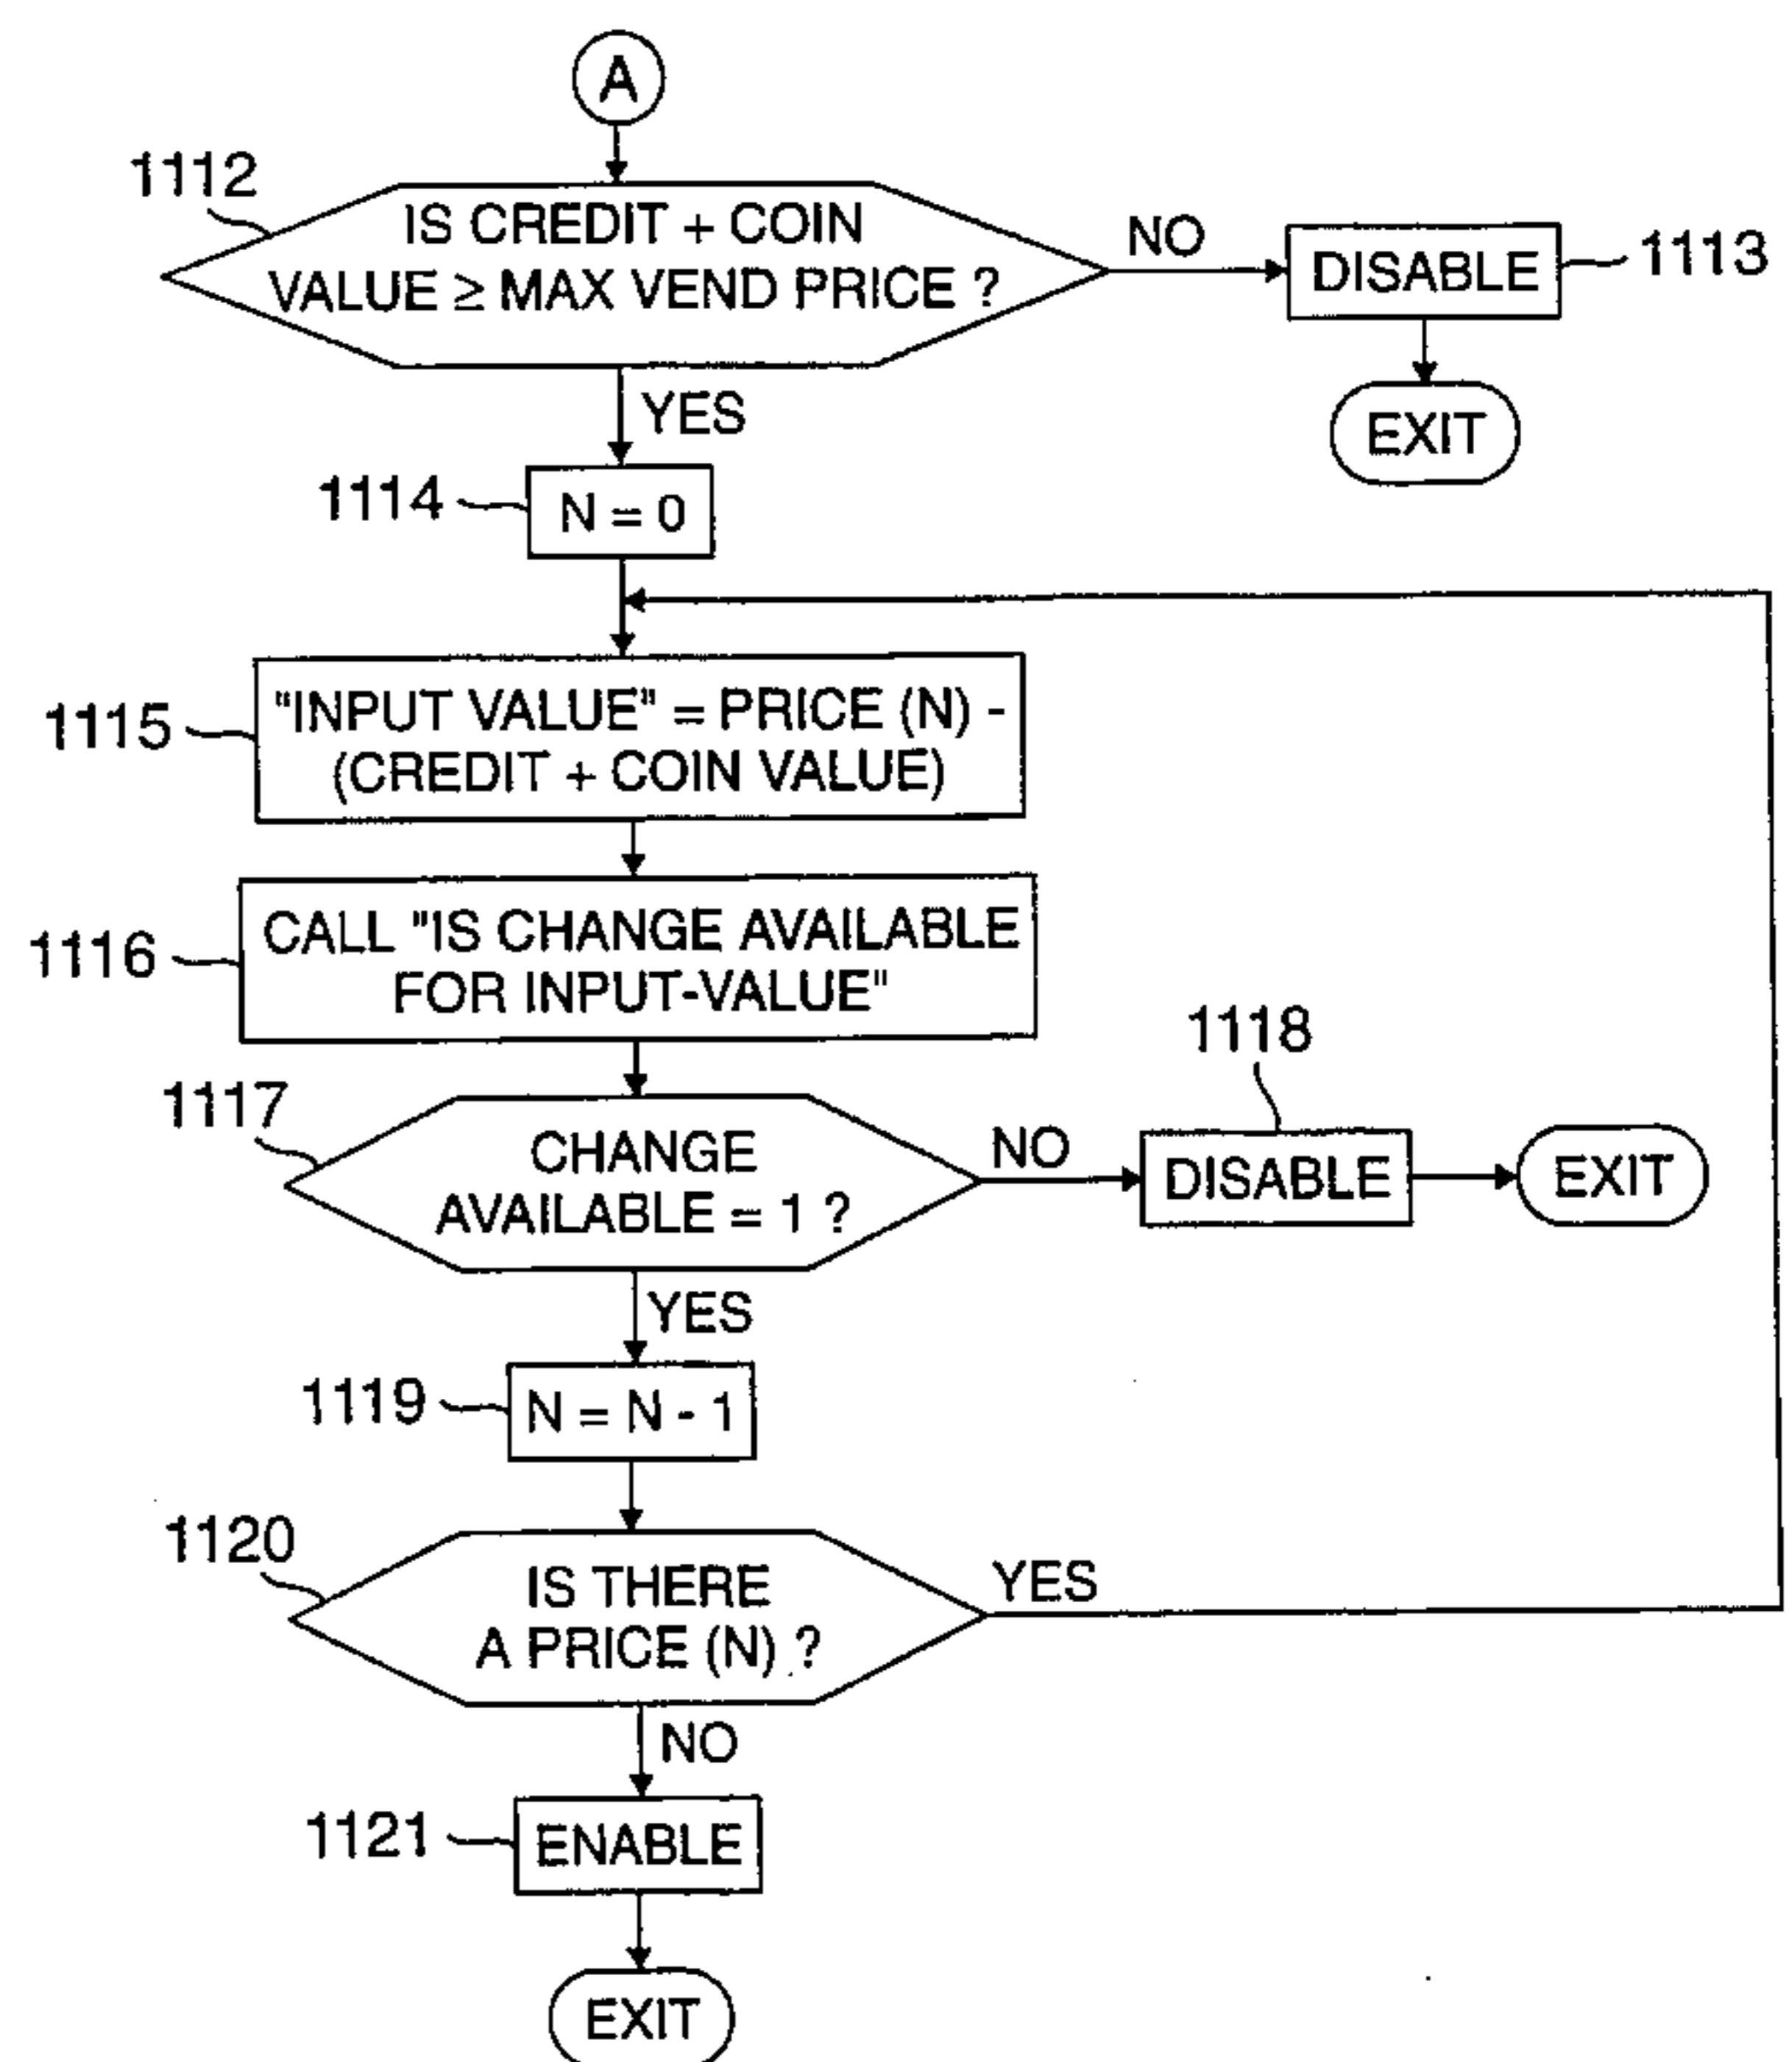 A
1112
IS CREDIT + COIN
VALUE ≥ MAX VEND PRICE ?
NO
DISABLE
1113
EXIT
YES
1114
N = 0
1115
"INPUT VALUE" = PRICE (N) -
(CREDIT + COIN VALUE)
1116
CALL "IS CHANGE AVAILABLE
FOR INPUT-VALUE"
1117
CHANGE
AVAILABLE = 1 ?
NO
1118
DISABLE
EXIT
YES
1119
N = N - 1
1120
IS THERE
A PRICE (N) ?
YES
NO
1121
ENABLE
EXIT